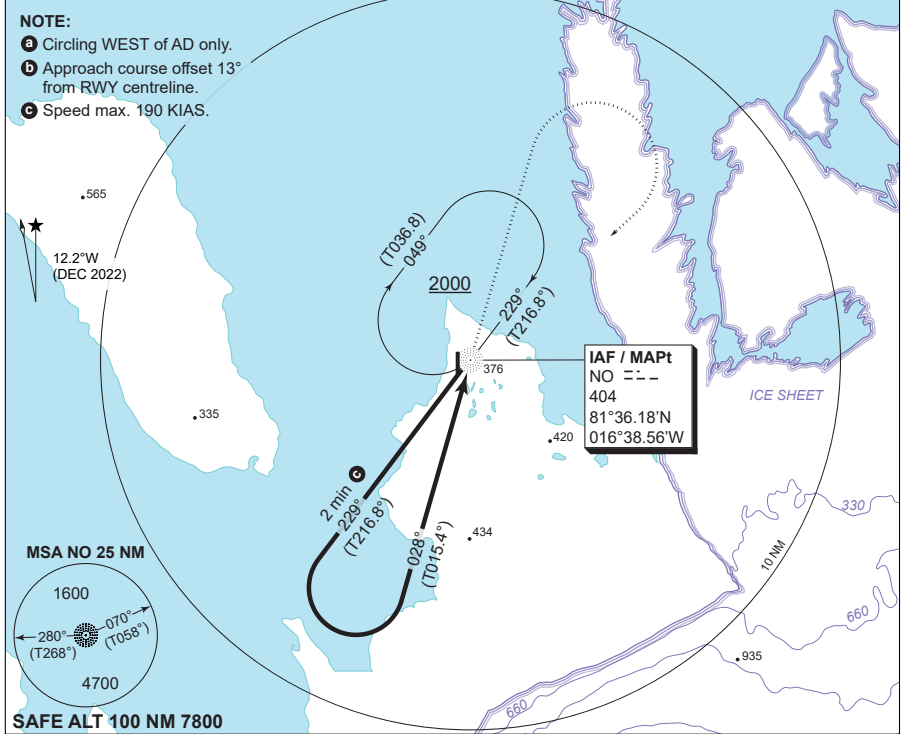 NOTE:
a Circling WEST of AD only.
b Approach course offset 13°
from RWY centreline.
c Speed max. 190 KIAS.
565
12.2°W
(DEC 2022)
(T036.8)
049°
2000
229°
(T216.8°)
IAF / MAPt
NO
404
81°36.18'N
016°38.56'W
376
ICE SHEET
335
420
2 min c
229°
(T216.8°)
028°
(T015.4°)
434
330
10 NM
660
935
660
MSA NO 25 NM
1600
070°
(T058°)
280°
(T268°)
4700
SAFE ALT 100 NM 7800